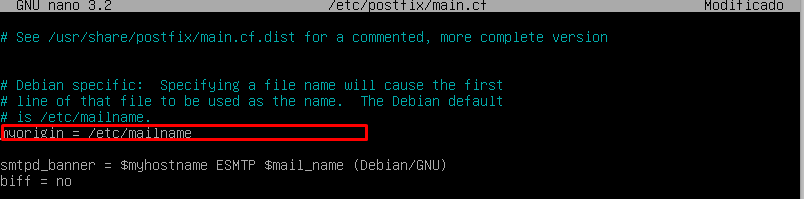 GNU nano 3.2 /etc/postfix/main.cf Modificado
# See /usr/share/postfix/main.cf.dist for a commented, more complete version
# Debian specific:  Specifying a file name will cause the first
# line of that file to be used as the name.  The Debian default
# is /etc/mailname.
myorigin = /etc/mailname
smtpd_banner = $myhostname ESMTP $mail_name (Debian/GNU)
biff = no